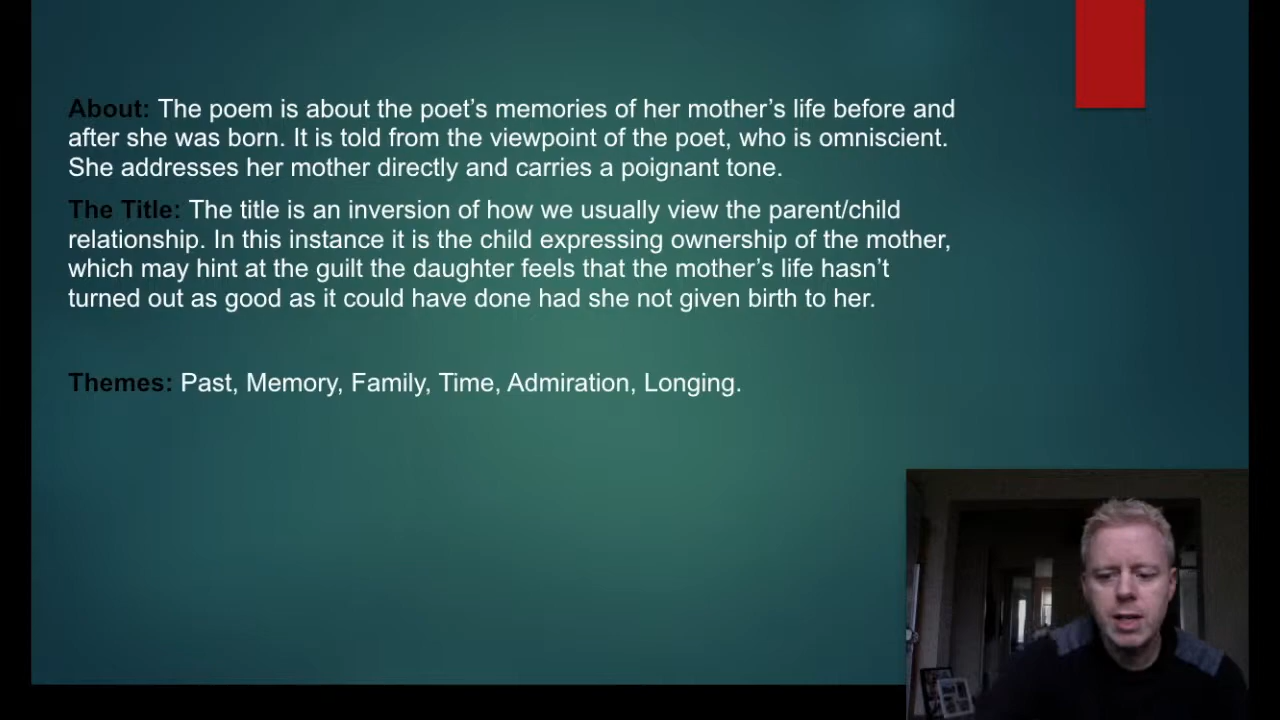 About: The poem is about the poet’s memories of her mother’s life before and
after she was born. It is told from the viewpoint of the poet, who is omniscient.
She addresses her mother directly and carries a poignant tone.
The Title: The title is an inversion of how we usually view the parent/child
relationship. In this instance it is the child expressing ownership of the mother,
which may hint at the guilt the daughter feels that the mother’s life hasn’t
turned out as good as it could have done had she not given birth to her.
Themes: Past, Memory, Family, Time, Admiration, Longing.